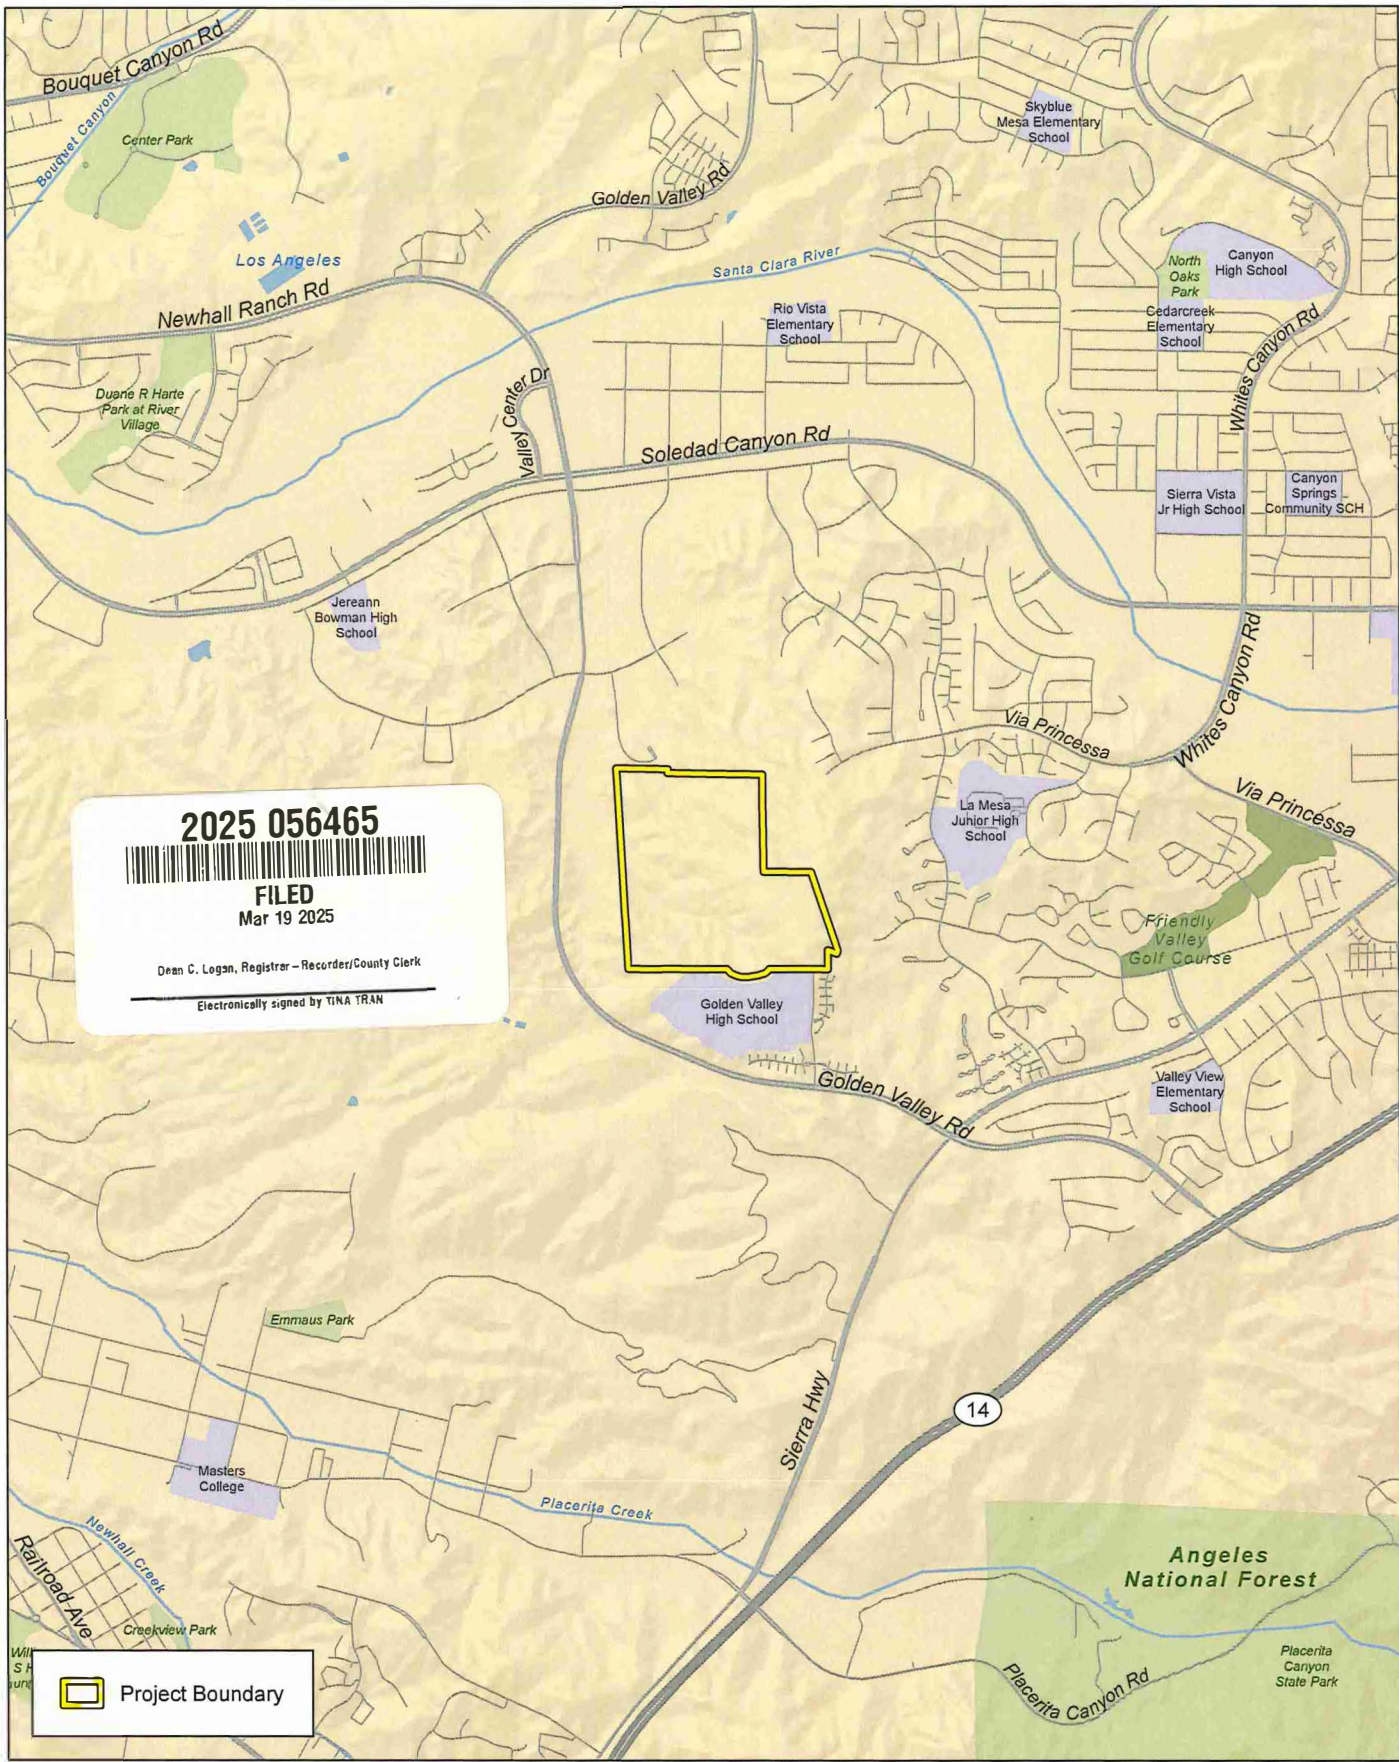 Bouquet Canyon Rd
Bouquet Canyon
Center Park
Skyblue
Mesa Elementary
School
Golden Valley Rd
Los Angeles
Santa Clara River
North
Oaks
Park
Canyon
High School
Newhall Ranch Rd
Rio Vista
Elementary
School
Cedarcreek
Elementary
School
Whites Canyon Rd
Duane R Harte
Park at River
Village
Valley Center Dr
Soledad Canyon Rd
Sierra Vista
Jr High School
Canyon
Springs
Community SCH
Jereann
Bowman High
School
Whites Canyon Rd
Via Princessa
Via Princessa
La Mesa
Junior High
School
2025 056465
FILED
Mar 19 2025
Dean C. Logan, Registrar – Recorder/County Clerk
Electronically signed by TINA TRAN
Friendly
Valley
Golf Course
Golden Valley
High School
Golden Valley Rd
Valley View
Elementary
School
Emmaus Park
Sierra Hwy
14
Masters
College
Placerita Creek
Newhall Creek
Railroad Ave
Angeles
National Forest
Creekview Park
Placerita
Canyon
State Park
Placerita Canyon Rd
Project Boundary